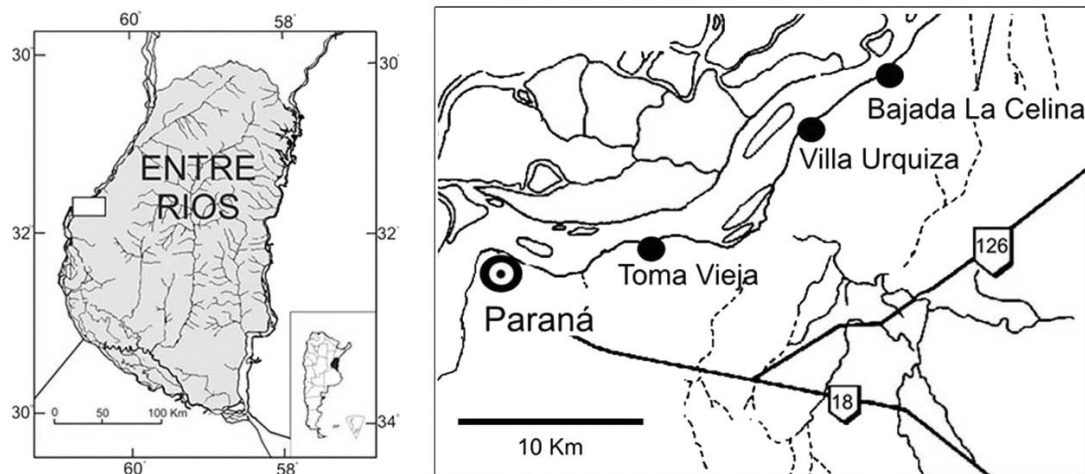 60° 58°
30° 30°
ENTRE
RIOS
32° 32°
30° 34°
0 50 100 Km
60° 58°
Bajada La Celina
Villa Urquiza
126
Toma Vieja
Paraná
18
10 Km